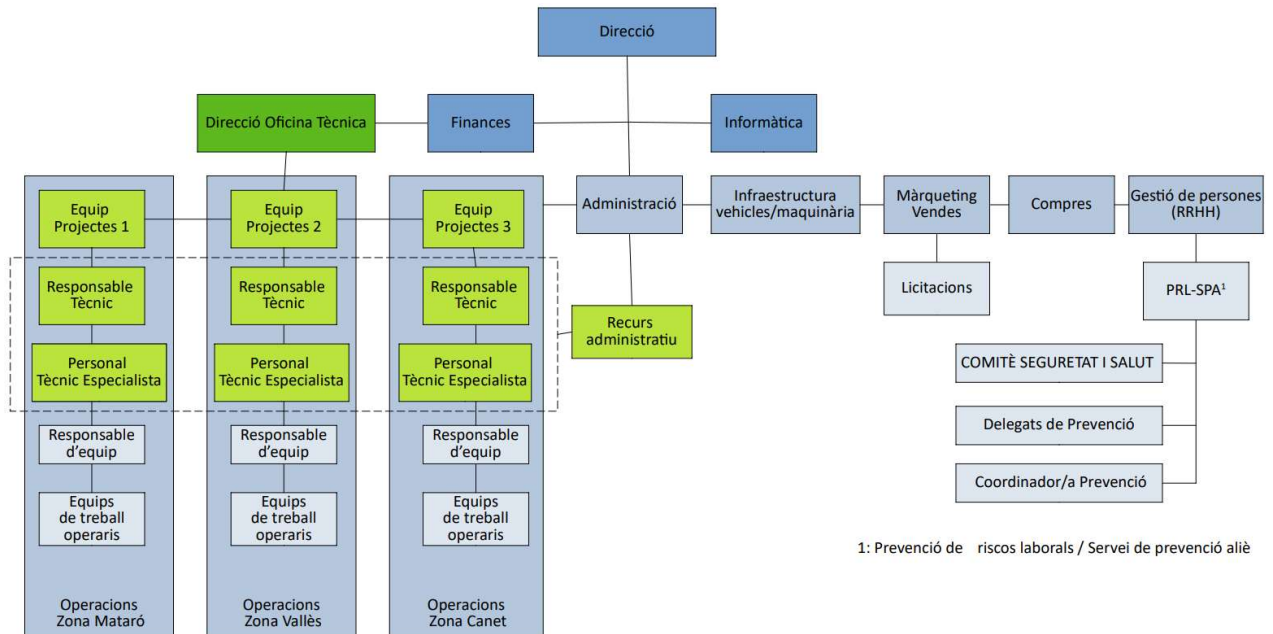 Direcció
Direcció Oficina Tècnica
Finances
Informàtica
Equip
Projectes 1
Equip
Projectes 2
Equip
Projectes 3
Administració
Infraestructura
vehicles/maquinària
Màrqueting
Vendes
Compres
Gestió de persones
(RRHH)
Responsable
Tècnic
Responsable
Tècnic
Responsable
Tècnic
Licitacions
PRL-SPA¹
Recurs
administratiu
Personal
Tècnic Especialista
Personal
Tècnic Especialista
Personal
Tècnic Especialista
COMITÈ SEGURETAT I SALUT
Responsable
d’equip
Responsable
d’equip
Responsable
d’equip
Delegats de Prevenció
Coordinador/a Prevenció
Equips
de treball
operaris
Equips
de treball
operaris
Equips
de treball
operaris
1: Prevenció de riscos laborals / Servei de prevenció aliè
Operacions
Zona Mataró
Operacions
Zona Vallès
Operacions
Zona Canet